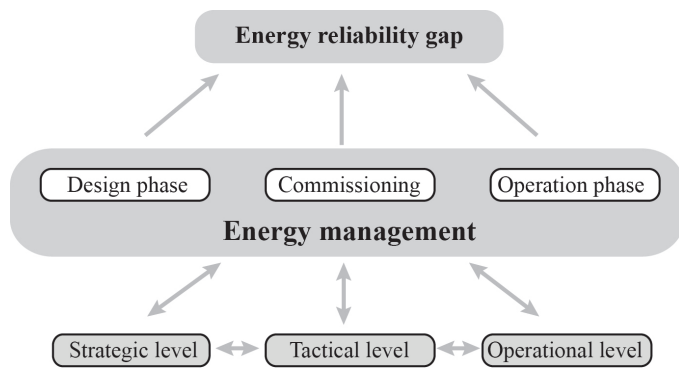 Energy reliability gap
Design phase
Commissioning
Operation phase
Energy management
Strategic level
Tactical level
Operational level